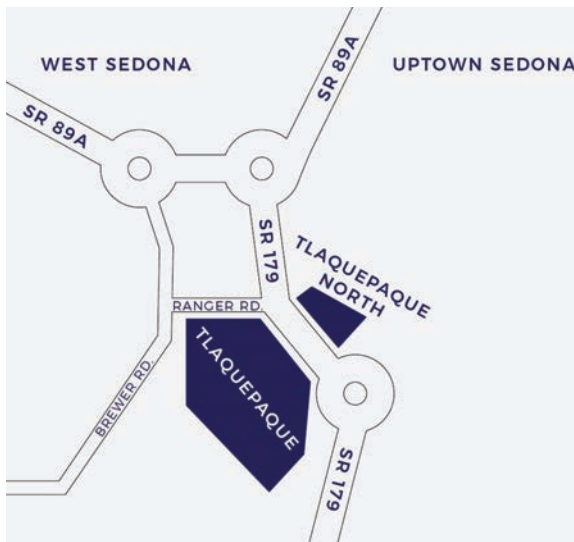 WEST SEDONA
UPTOWN SEDONA
SR 89A
SR 89A
SR 179
TLAQUEPAQUE
NORTH
RANGER RD.
TLAQUEPAQUE
BREWER RD.
SR 179